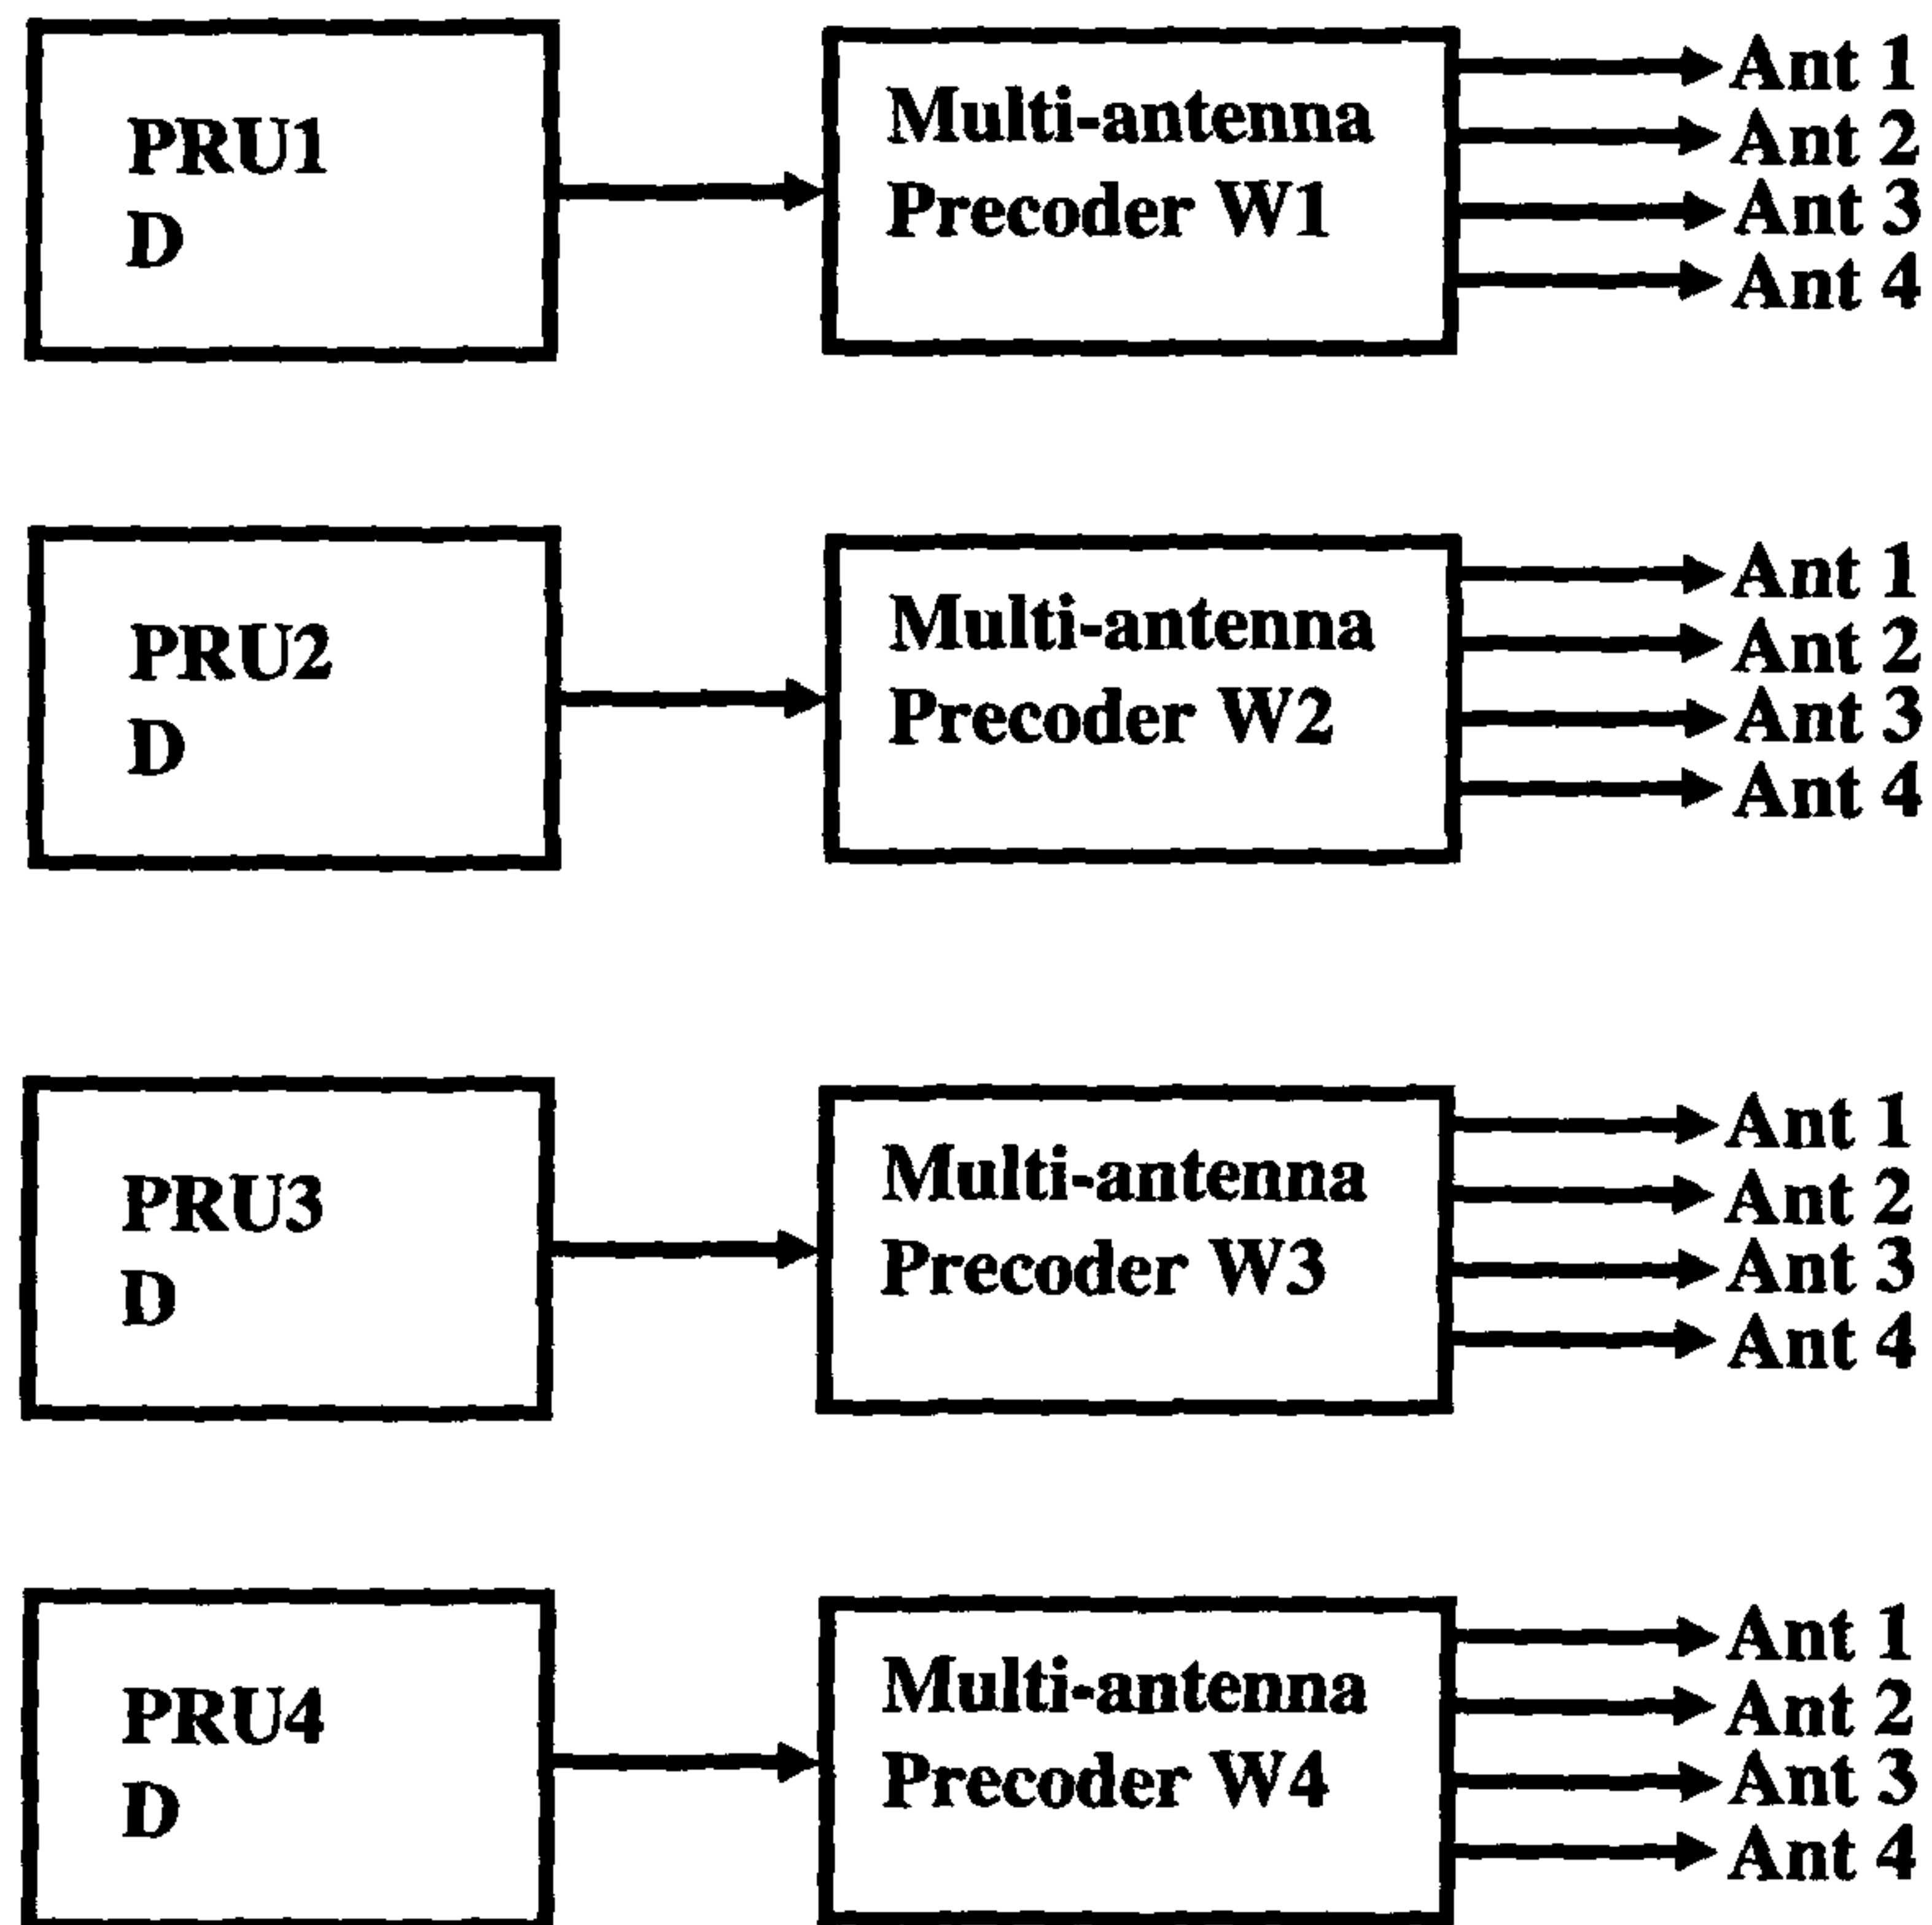 PRU1
D
Multi-antenna
Precoder W1
Ant 1
Ant 2
Ant 3
Ant 4
PRU2
D
Multi-antenna
Precoder W2
Ant 1
Ant 2
Ant 3
Ant 4
PRU3
D
Multi-antenna
Precoder W3
Ant 1
Ant 2
Ant 3
Ant 4
PRU4
D
Multi-antenna
Precoder W4
Ant 1
Ant 2
Ant 3
Ant 4